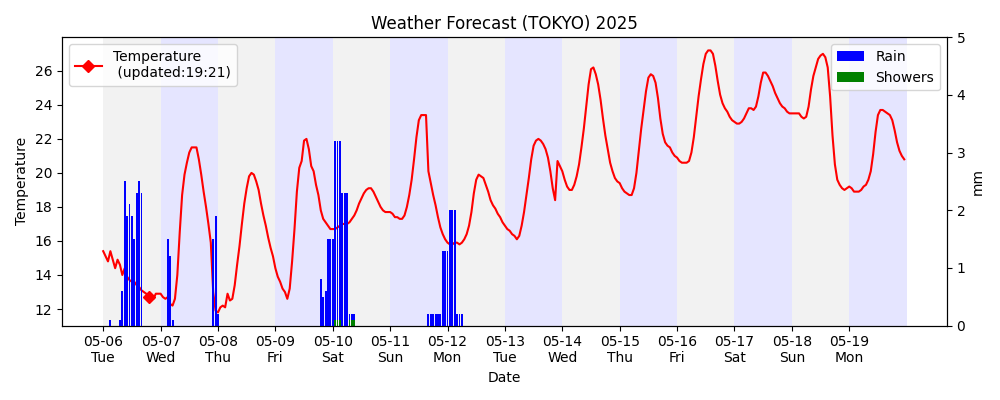 Weather Forecast (TOKYO) 2025
Temperature
(updated:19:21)
Rain
Showers
Temperature
26
24
22
20
18
16
14
12
5
4
3
2
1
0
mm
05-06 05-07 05-08 05-09 05-10 05-11 05-12 05-13 05-14 05-15 05-16 05-17 05-18 05-19
Tue Wed Thu Fri Sat Sun Mon Tue Wed Thu Fri Sat Sun Mon
Date